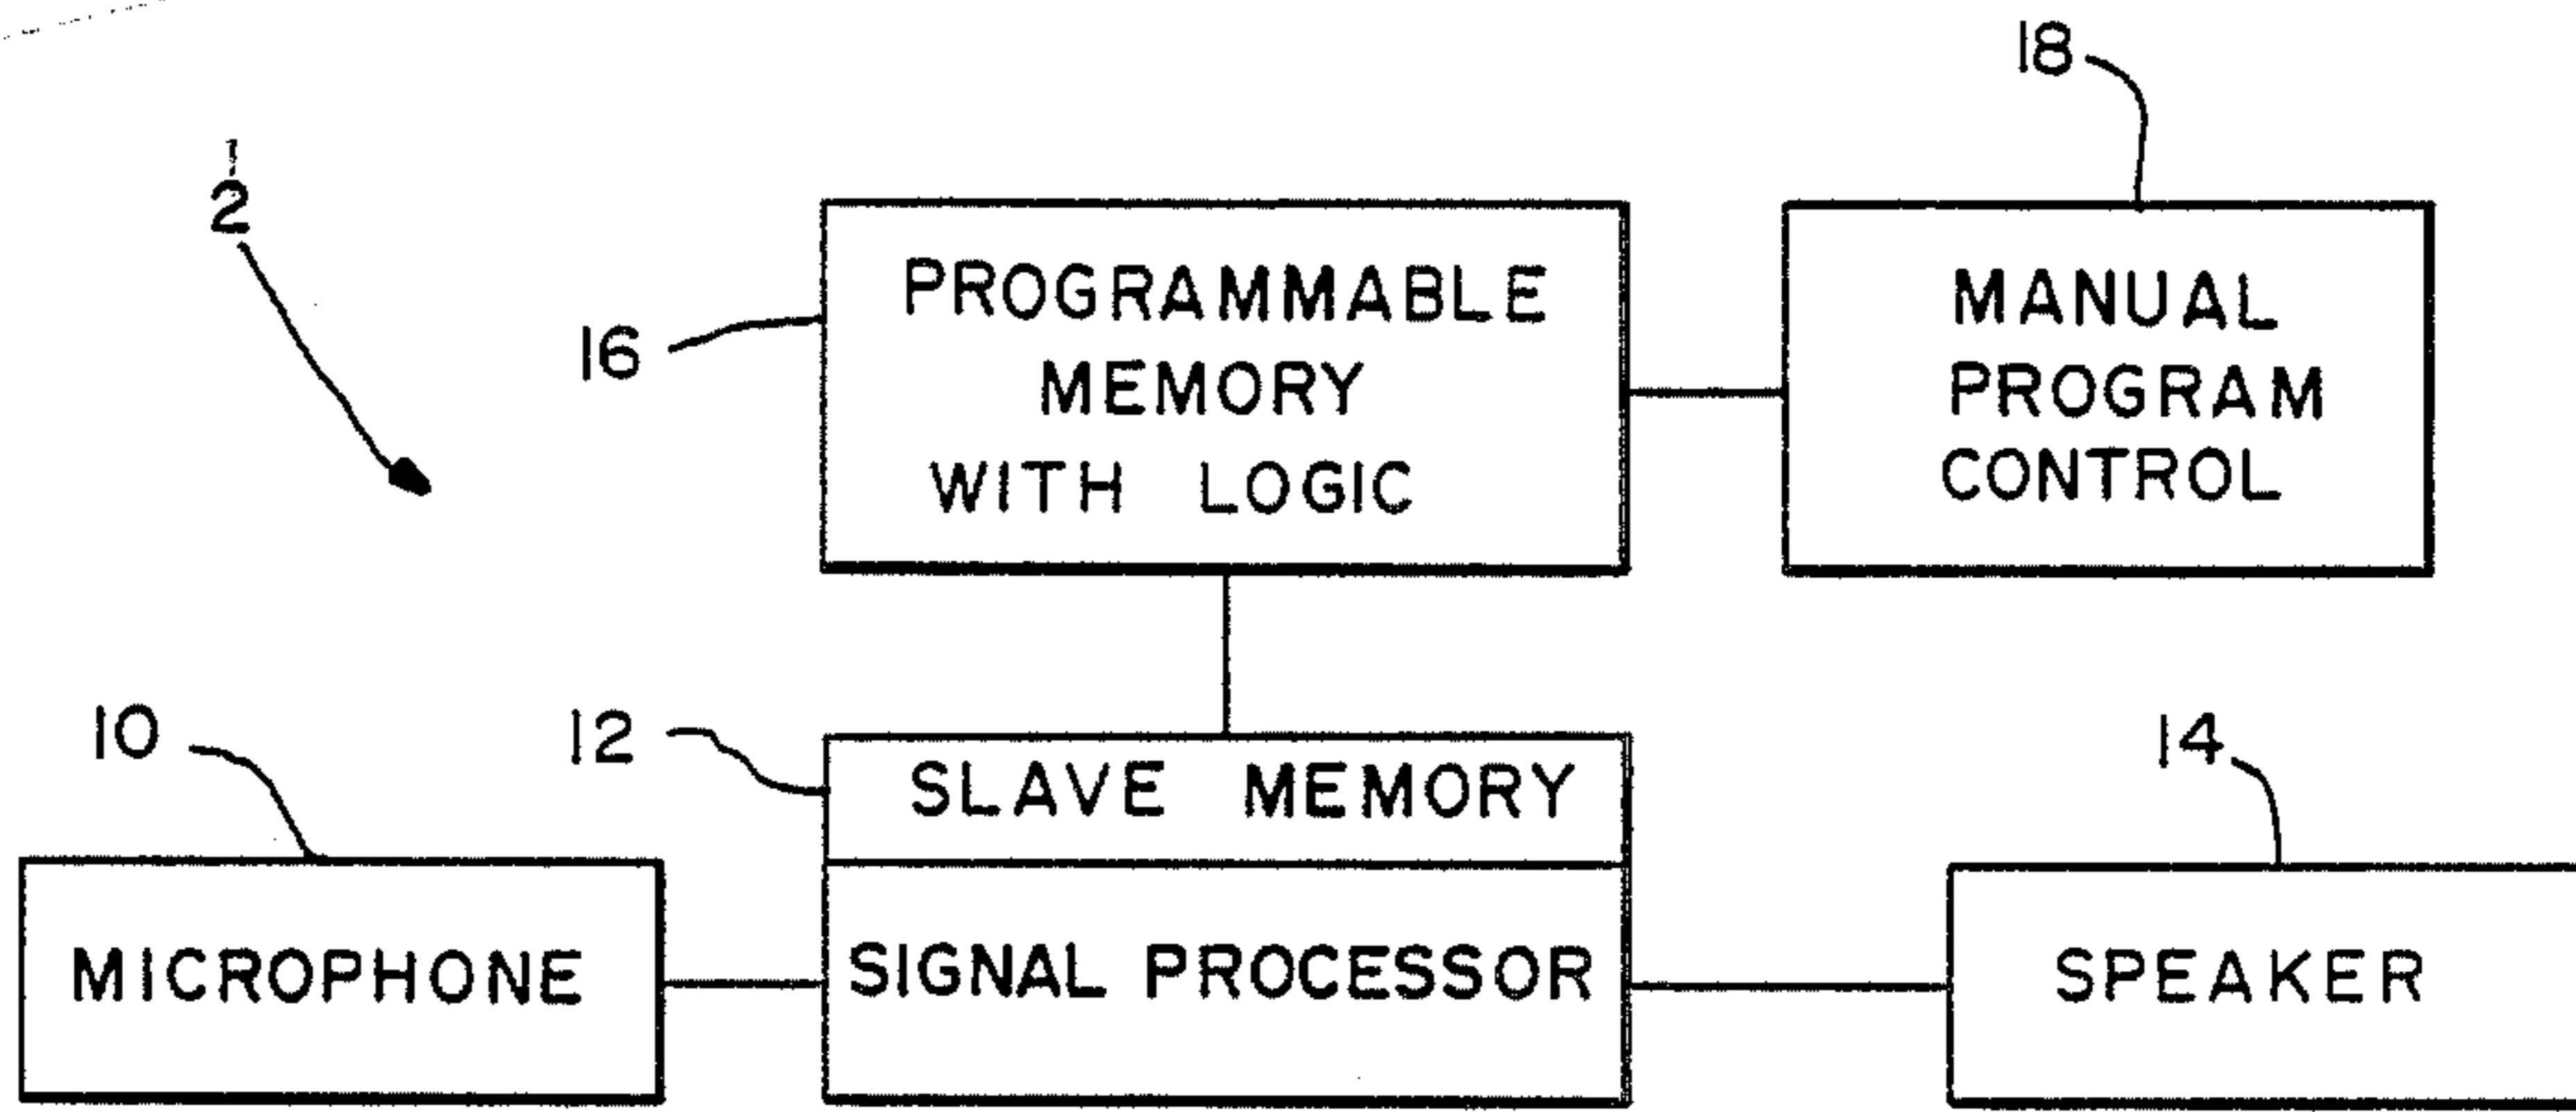 18
2
PROGRAMMABLE
MEMORY
WITH LOGIC
16
MANUAL
PROGRAM
CONTROL
10
12
SLAVE MEMORY
14
MICROPHONE
SIGNAL PROCESSOR
SPEAKER